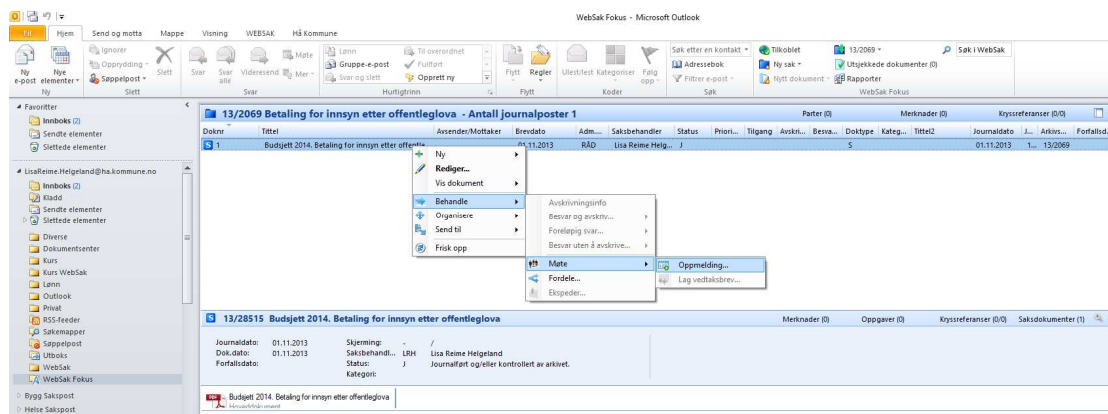 WebSak Fokus - Microsoft Outlook
Fil Hjem Send og motta Mappe Visning WEBSAK Hå Kommune
Ignorer Møte Lønn Til overordnet Søk etter en kontakt Tilkoblet 13/2069 Søk i WebSak
Opprydding Gruppe-e-post Fullført Adressebok Ny sak Utsjekkede dokumenter (0)
Ny e-post Nye elementer Søppelpost Slett Svar Svar alle Videresend Mer Svar og slett Opprett ny Flytt Regler Ulest/lest Kategoriser Følg opp Filtrer e-post Nytt dokument Rapporter
Ny Slett Svar Hurtigtrinn Flytt Koder Søk WebSak Fokus
Favoritter
Innboks (2)
Sendte elementer
Slettede elementer
LisaReime.Helgeland@ha.kommune.no
Innboks (2)
Kladd
Sendte elementer
Slettede elementer
Diverse
Dokumentsenter
Kurs
Kurs WebSak
Lønn
Outlook
Privat
RSS-feeder
Søkemapper
Søppelpost
Utboks
WebSak
WebSak Fokus
Bygg Sakspost
Helse Sakspost
13/2069 Betaling for innsyn etter offentleglova - Antall journalposter 1 Parter (0) Merknader (0) Kryssreferanser (0/0)
Doknr Tittel Avsender/Mottaker Brevdato Adm.... Saksbehandler Status Priori... Tilgang Avskri... Besva... Doktype Kateg... Tittel2 Journaldato J... Arkivs... Forfallsd.
S 1 Budsjett 2014. Betaling for innsyn etter offentle 01.11.2013 RÅD Lisa Reime Helg... J S 01.11.2013 1... 13/2069
Ny
Rediger...
Vis dokument
Behandle
Organisere
Send til
Frisk opp
Avskrivningsinfo
Besvar og avskriv...
Foreløpig svar...
Besvar uten å avskrive...
Møte
Fordele...
Ekspeder...
Oppmelding...
Lag vedtaksbrev...
S 13/28515 Budsjett 2014. Betaling for innsyn etter offentleglova Merknader (0) Oppgaver (0) Kryssreferanser (0/0) Saksdokumenter (1)
Journaldato: 01.11.2013 Skjerming: - /
Dok.dato: 01.11.2013 Saksbehandl... LRH Lisa Reime Helgeland
Forfallsdato: Status: J Journalført og/eller kontrollert av arkivet.
Kategori:
PDF Budsjett 2014. Betaling for innsyn etter offentleglova
Hoveddokument